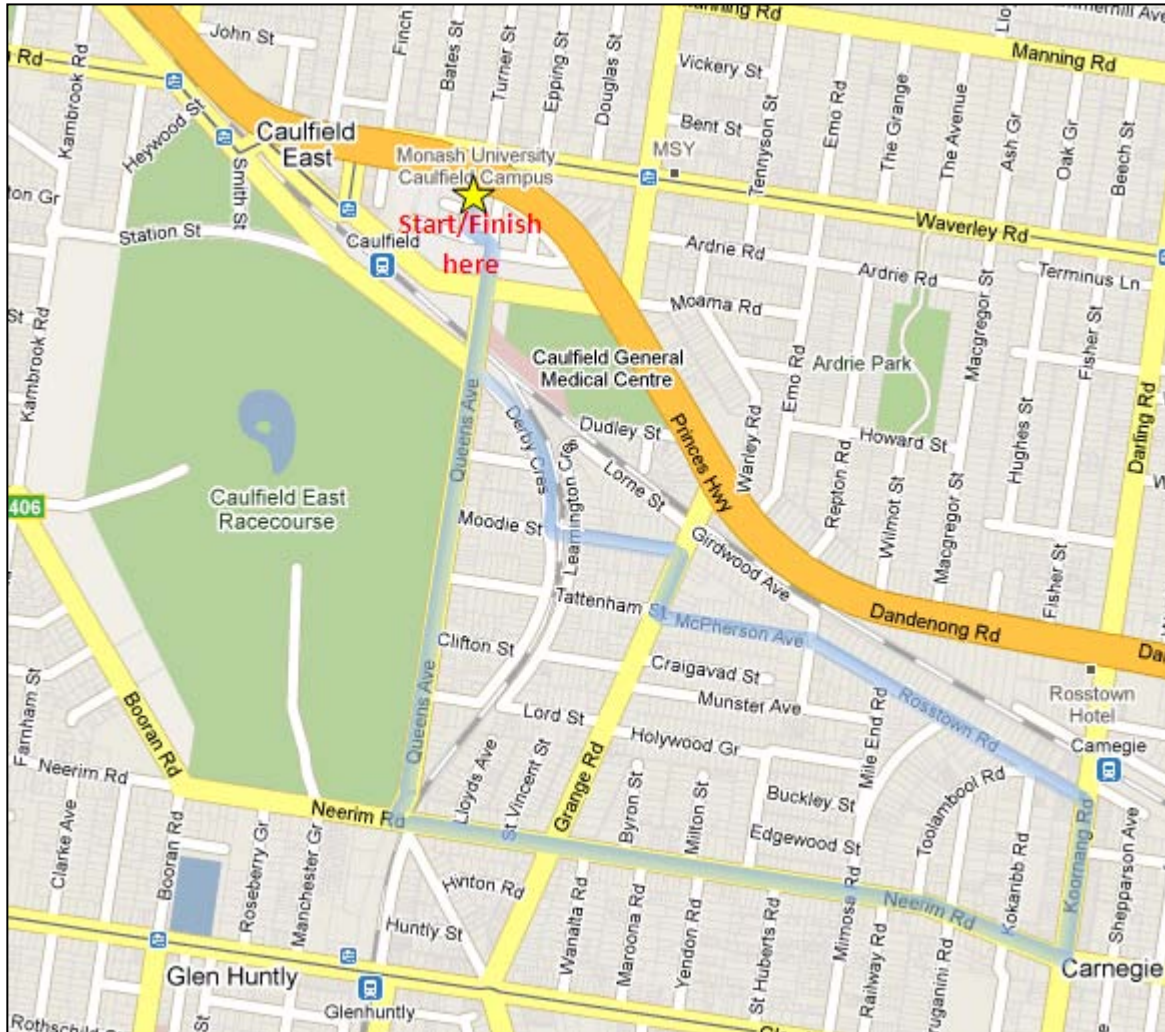 Manning Rd
John St
Finch
Bates St
Turner St
Epping St
Douglas St
Vickery St
Manning Rd
Kambrook Rd
Heywood St
Caulfield
East
Monash University
Caulfield Campus
Bent St
MSY
Tennyson St
Emo Rd
The Grange
The Avenue
Ash Gr
Oak Gr
Beech St
Smith St
Station St
Caulfield
Start/Finish
here
Waverley Rd
Ardrie Rd
Ardrie Rd
Terminus Ln
Kambrook Rd
Moama Rd
Macgregor St
Fisher St
Caulfield General
Medical Centre
Ardrie Park
Emo Rd
Darling Rd
Queens Ave
Derby Cres
Dudley St
Leamington Cres
Lorne St
Princes Hwy
Warley Rd
Howard St
Hughes St
406
Caulfield East
Racecourse
Moodie St
Girdwood Ave
Repton Rd
Wilmot St
Macgregor St
Fisher St
Tattenham St
McPherson Ave
Dandenong Rd
Clifton St
Craigavad St
Munster Ave
Rosstown Rd
Rosstown
Hotel
Farnham St
Booran Rd
Queens Ave
Lord St
Holywood Gr
Mile End Rd
Carnegie
Neerim Rd
Neerim Rd
Lloyds Ave
St Vincent St
Grange Rd
Byron St
Milton St
Buckley St
Edgewood St
Toolambool Rd
Kokaribb Rd
Koornang Rd
Shepparson Ave
Clarke Ave
Booran Rd
Roseberry Gr
Manchester Gr
Hynton Rd
Huntly St
Wanalta Rd
Maroona Rd
Yendon Rd
St Huberts Rd
Mimosa Rd
Railway Rd
Neerim Rd
Carnegie
Glen Huntly
Glenhuntly
Rothschild
St